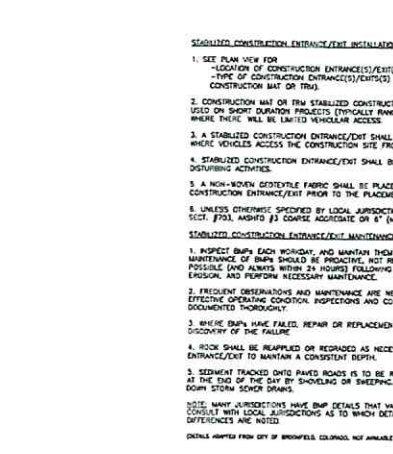 STABILIZED CONSTRUCTION ENTRANCE/EXIT INSTALLATIO
1. SEE PLAN VIEW FOR
-LOCATION OF CONSTRUCTION ENTRANCE(S)/EXIT(
-TYPE OF CONSTRUCTION ENTRANCE(S)/EXITS(S)
CONSTRUCTION MAT OR TRM).
2. CONSTRUCTION MAT OR TRM STABILIZED CONSTRUCT
USED ON SHORT DURATION PROJECTS (TYPICALLY RAN
WHERE THERE WILL BE LIMITED VEHICULAR ACCESS.
3. A STABILIZED CONSTRUCTION ENTRANCE/EXIT SHALL
WHERE VEHICLES ACCESS THE CONSTRUCTION SITE FRO
4. STABILIZED CONSTRUCTION ENTRANCE/EXIT SHALL B
DISTURBING ACTIVITIES.
5. A NON-WOVEN GEOTEXTILE FABRIC SHALL BE PLACE
CONSTRUCTION ENTRANCE/EXIT PRIOR TO THE PLACEME
6. UNLESS OTHERWISE SPECIFIED BY LOCAL JURISDICTI
SECT. #703, AASHTO #3 COARSE AGGREGATE OR 6" (
STABILIZED CONSTRUCTION ENTRANCE/EXIT MAINTENANC
1. INSPECT BMPs EACH WORKDAY, AND MAINTAIN THEM
MAINTENANCE OF BMPs SHOULD BE PROACTIVE, NOT RE
POSSIBLE (AND ALWAYS WITHIN 24 HOURS) FOLLOWING
EROSION, AND PERFORM NECESSARY MAINTENANCE.
2. FREQUENT OBSERVATIONS AND MAINTENANCE ARE NE
EFFECTIVE OPERATING CONDITION. INSPECTIONS AND CO
DOCUMENTED THOROUGHLY.
3. WHERE BMPs HAVE FAILED, REPAIR OR REPLACEMEN
DISCOVERY OF THE FAILURE.
4. ROCK SHALL BE REAPPLIED OR REGRADED AS NECE
ENTRANCE/EXIT TO MAINTAIN A CONSISTENT DEPTH.
5. SEDIMENT TRACKED ONTO PAVED ROADS IS TO BE R
AT THE END OF THE DAY BY SHOVELING OR SWEEPING.
DOWN STORM SEWER DRAINS.
NOTE: MANY JURISDICTIONS HAVE BMP DETAILS THAT VA
CONSULT WITH LOCAL JURISDICTIONS AS TO WHICH DET
DIFFERENCES ARE NOTED.
(DETAILS ADAPTED FROM CITY OF BROOMFIELD, COLORADO, NOT AVAILABLE